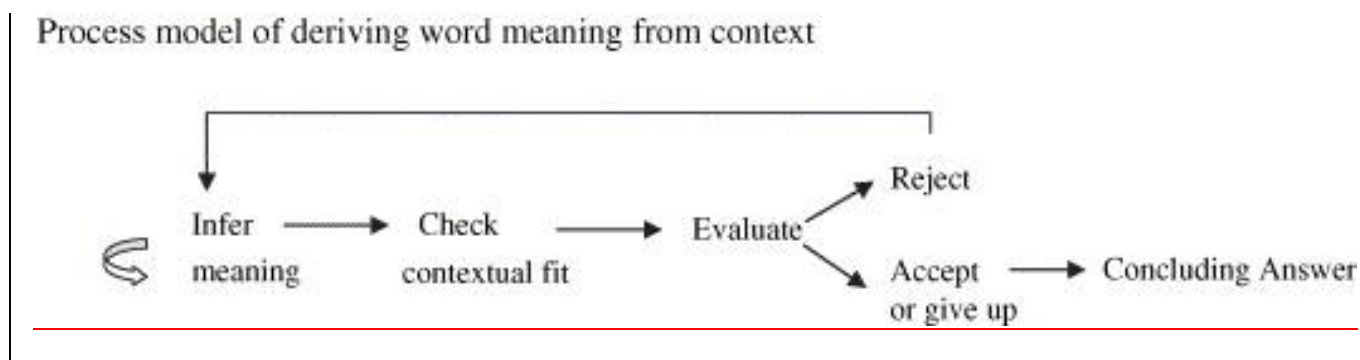 Process model of deriving word meaning from context
Reject
Infer
meaning
Check
contextual fit
Evaluate
Accept
or give up
Concluding Answer